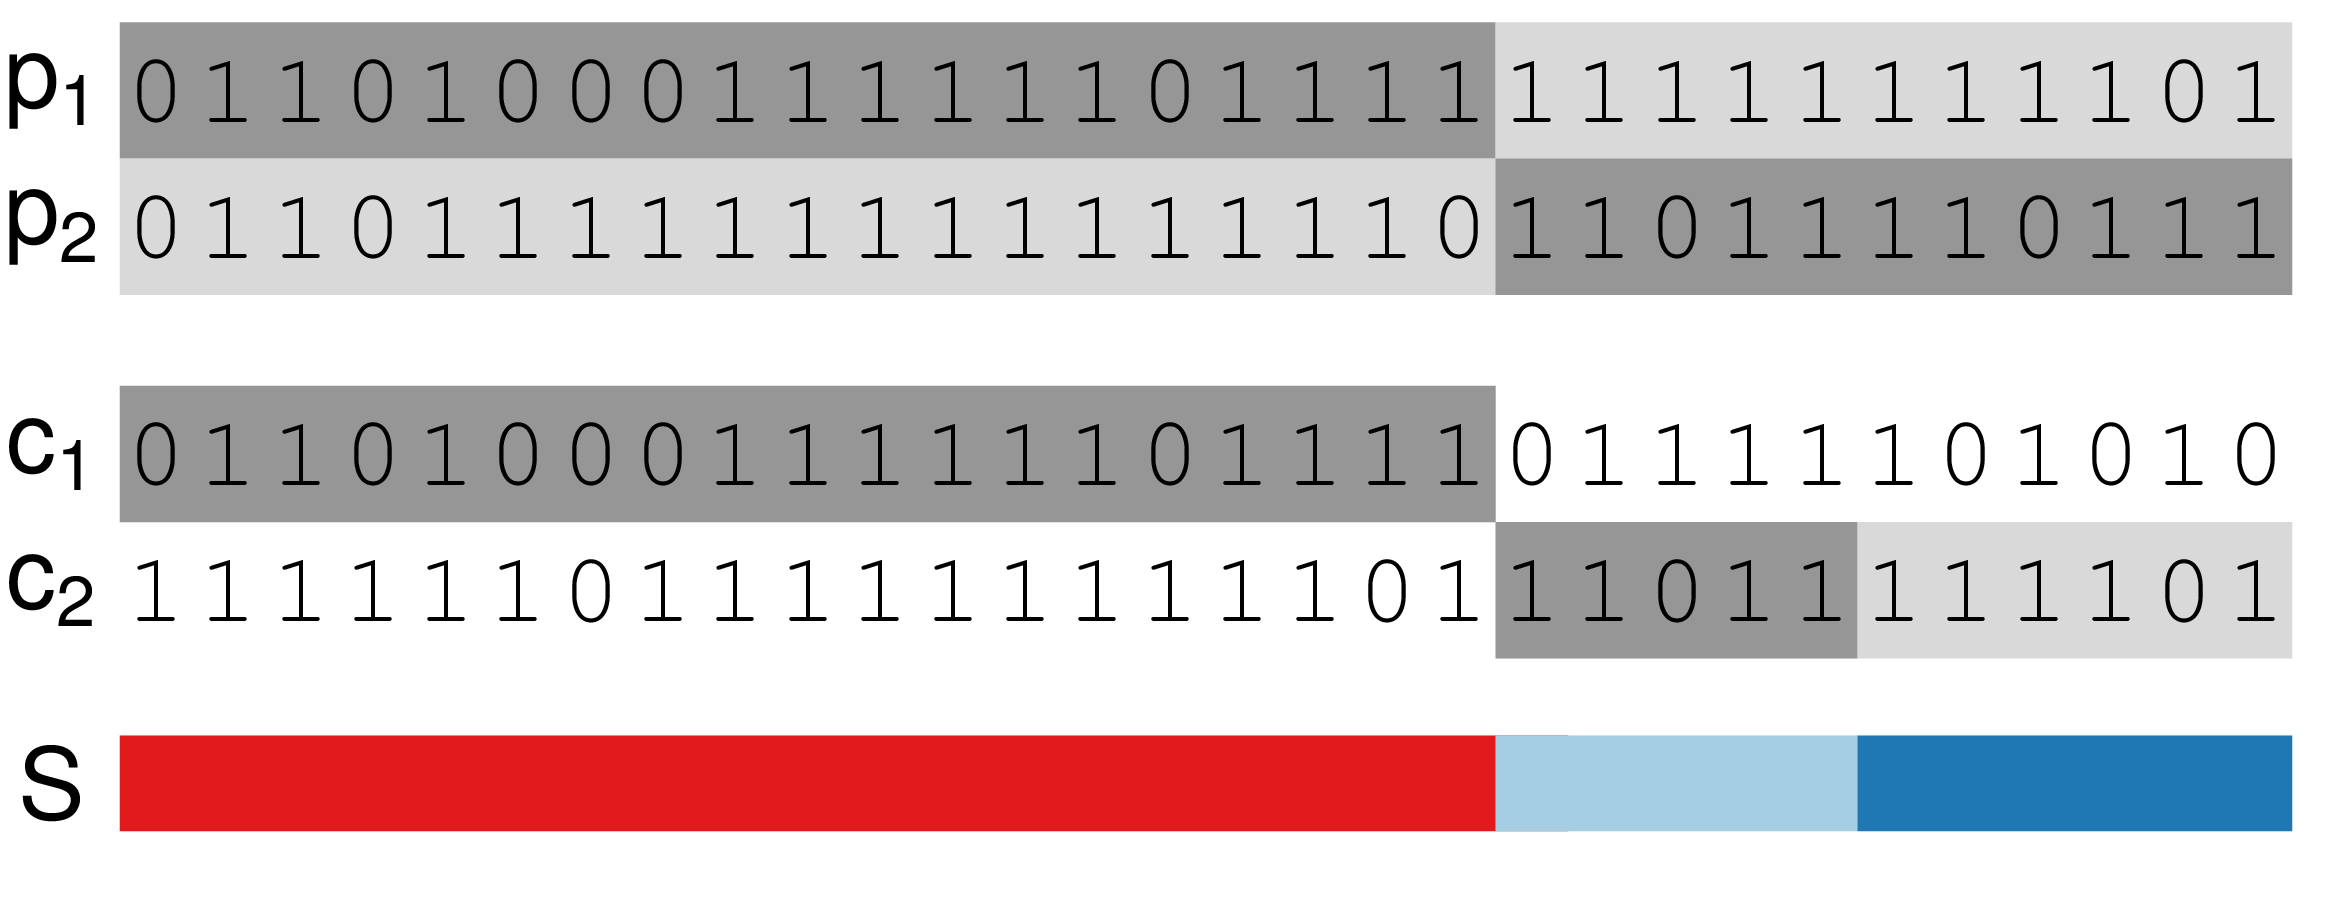 p₁ 0 1 1 0 1 0 0 0 1 1 1 1 1 1 0 1 1 1 1 1 1 1 1 1 1 1 1 1 0 1
p₂ 0 1 1 0 1 1 1 1 1 1 1 1 1 1 1 1 1 1 0 1 1 0 1 1 1 1 0 1 1 1
c₁ 0 1 1 0 1 0 0 0 1 1 1 1 1 1 0 1 1 1 1 0 1 1 1 1 1 0 1 0 1 0
c₂ 1 1 1 1 1 1 0 1 1 1 1 1 1 1 1 1 1 0 1 1 1 0 1 1 1 1 1 1 0 1
S